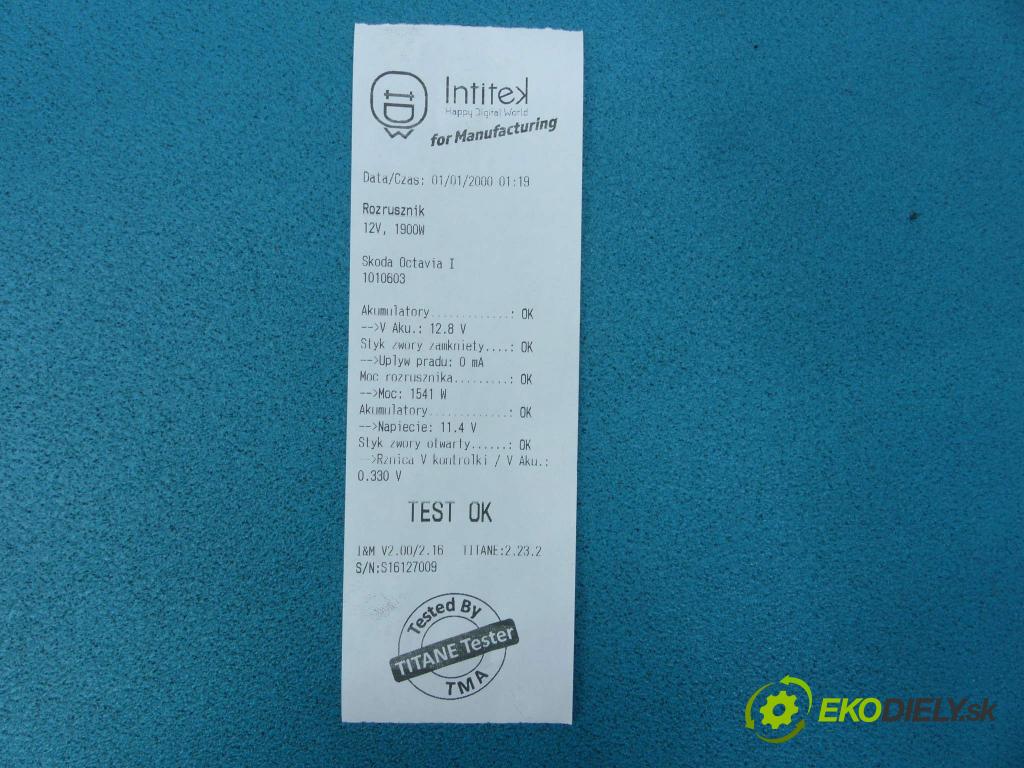 Intitek
Happy Digital World
for Manufacturing
Data/Czas: 01/01/2000 01:19
Rozrusznik
12V, 1900W
Skoda Octavia I
1010603
Akumulatory............: OK
-->V Aku.: 12.8 V
Styk zwory zamkniety....: OK
-->Uplyw pradu: 0 mA
Moc rozrusznika.........: OK
-->Moc: 1541 W
Akumulatory............: OK
-->Napiecie: 11.4 V
Styk zwory otwarty......: OK
-->Rznica V kontrolki / V Aku.:
0.330 V
TEST OK
I&M V2.00/2.16 TITANE:2.23.2
S/N:S16127009
Tested By
TITANE Tester
TMA
EKODIELY.sk